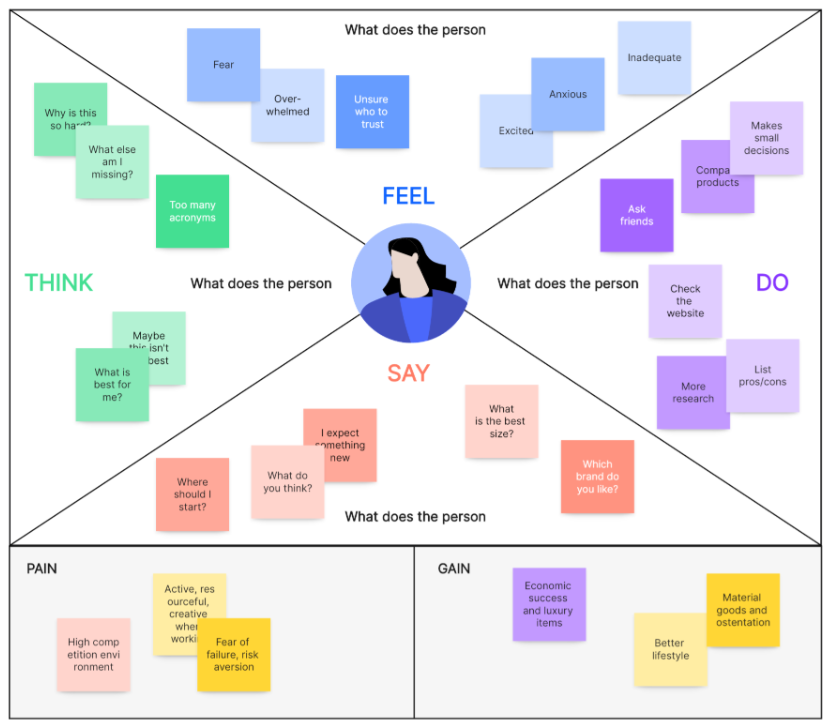 What does the person
Fear
Over-
whelmed
Unsure
who to
trust
Excited
Anxious
Inadequate
FEEL
Why is this
so hard?
What else
am I
missing?
Too many
acronyms
THINK
What does the person
Maybe
this isn't
best
What is
best for
me?
Makes
small
decisions
products
Ask
friends
What does the person
DO
Check
the
website
More
research
List
pros/cons
SAY
What
is the best
size?
I expect
something
new
What do
you think?
Where
should I
start?
Which
brand do
you like?
What does the person
PAIN
Active, res
ourceful,
creative
High comp
etition envi
ronment
Fear of
failure, risk
aversion
GAIN
Economic
success
and luxury
items
Material
goods and
ostentation
Better
lifestyle